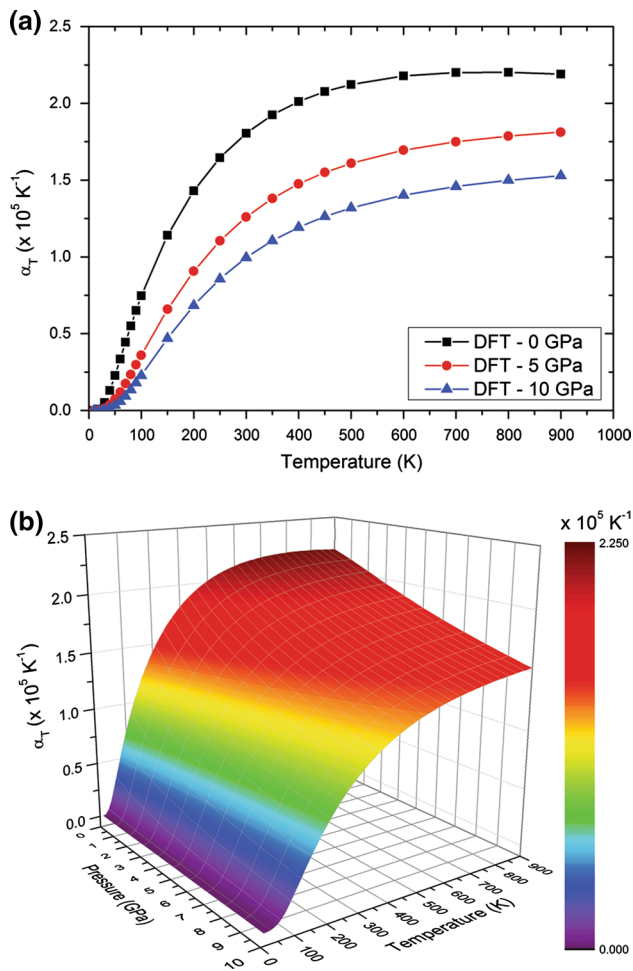 (a)
2.5
2.0
1.5
1.0
0.5
0.0
α_T (x 10^5 K^-1)
0 100 200 300 400 500 600 700 800 900 1000
Temperature (K)
DFT - 0 GPa
DFT - 5 GPa
DFT - 10 GPa
(b)
x 10^5 K^-1
2.250
0.000
2.5
2.0
1.5
1.0
0.5
0.0
α_T (x 10^5 K^-1)
0 1 2 3 4 5 6 7 8 9 10
Pressure (GPa)
0 100 200 300 400 500 600 700 800 900
Temperature (K)